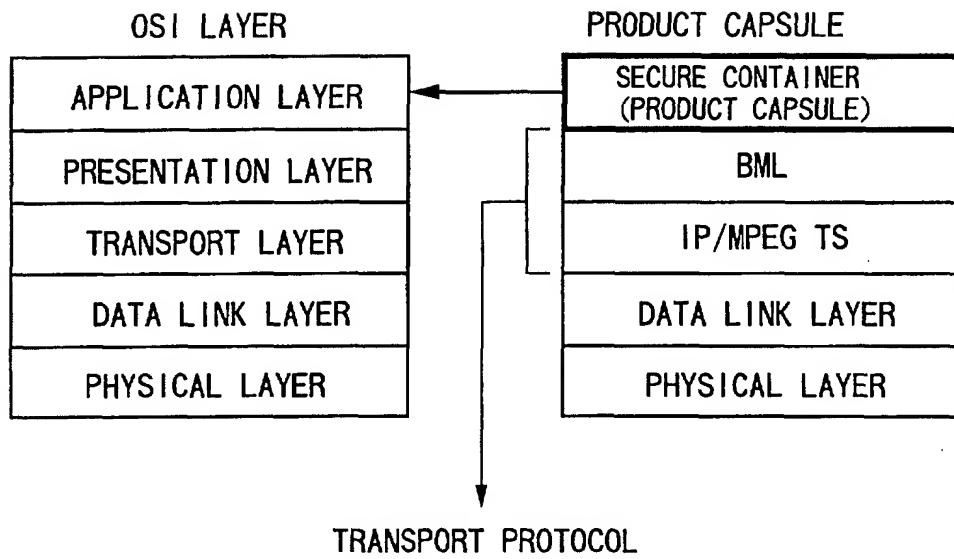 OSI LAYER
APPLICATION LAYER
PRESENTATION LAYER
TRANSPORT LAYER
DATA LINK LAYER
PHYSICAL LAYER
PRODUCT CAPSULE
SECURE CONTAINER
(PRODUCT CAPSULE)
BML
IP/MPEG TS
DATA LINK LAYER
PHYSICAL LAYER
TRANSPORT PROTOCOL